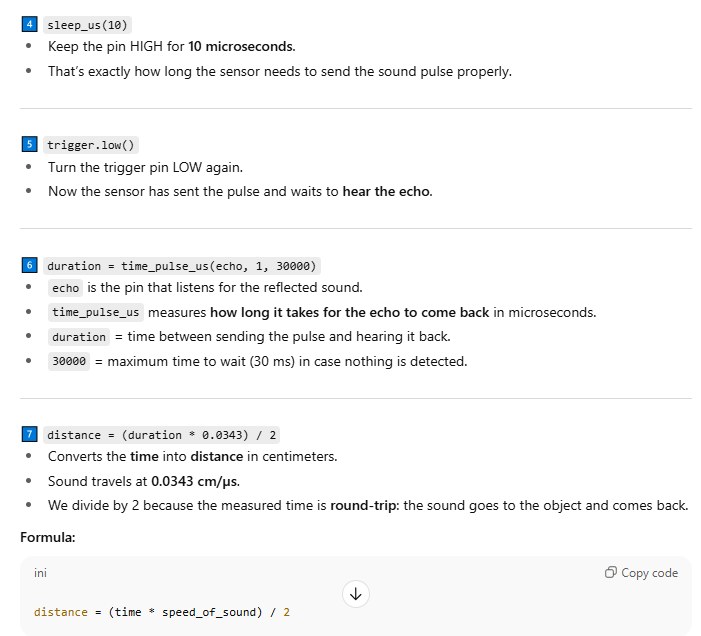 4 sleep_us(10)
• Keep the pin HIGH for 10 microseconds.
• That's exactly how long the sensor needs to send the sound pulse properly.
5 trigger.low()
• Turn the trigger pin LOW again.
• Now the sensor has sent the pulse and waits to hear the echo.
6 duration = time_pulse_us(echo, 1, 30000)
• echo is the pin that listens for the reflected sound.
• time_pulse_us measures how long it takes for the echo to come back in microseconds.
• duration = time between sending the pulse and hearing it back.
• 30000 = maximum time to wait (30 ms) in case nothing is detected.
7 distance = (duration * 0.0343) / 2
• Converts the time into distance in centimeters.
• Sound travels at 0.0343 cm/µs.
• We divide by 2 because the measured time is round-trip: the sound goes to the object and comes back.
Formula:
ini Copy code
distance = (time * speed_of_sound) / 2